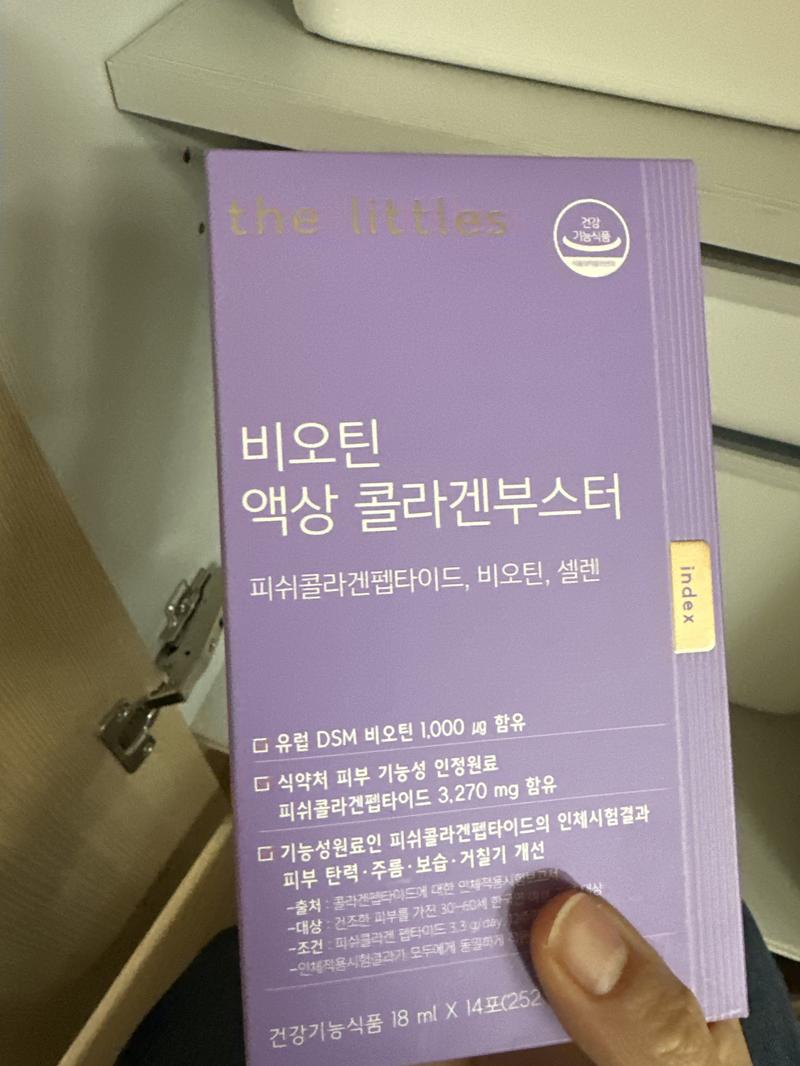 the littles
건강
기능식품
비오틴
액상 콜라겐부스터
피쉬콜라겐펩타이드, 비오틴, 셀렌
index
유럽 DSM 비오틴 1,000 ㎍ 함유
식약처 피부 기능성 인정원료
피쉬콜라겐펩타이드 3,270 mg 함유
기능성원료인 피쉬콜라겐펩타이드의 인체시험결과
피부 탄력·주름·보습·거칠기 개선
-출처 : 콜라겐펩타이드에 대한 인체적용시험
-대상 : 건조한 피부를 가진 30-60세 대상
-조건 : 피쉬콜라겐 펩타이드 3.3 g/day
-인체적용시험결과가 모두에게 동일하게
건강기능식품 18 ml X 14포(252